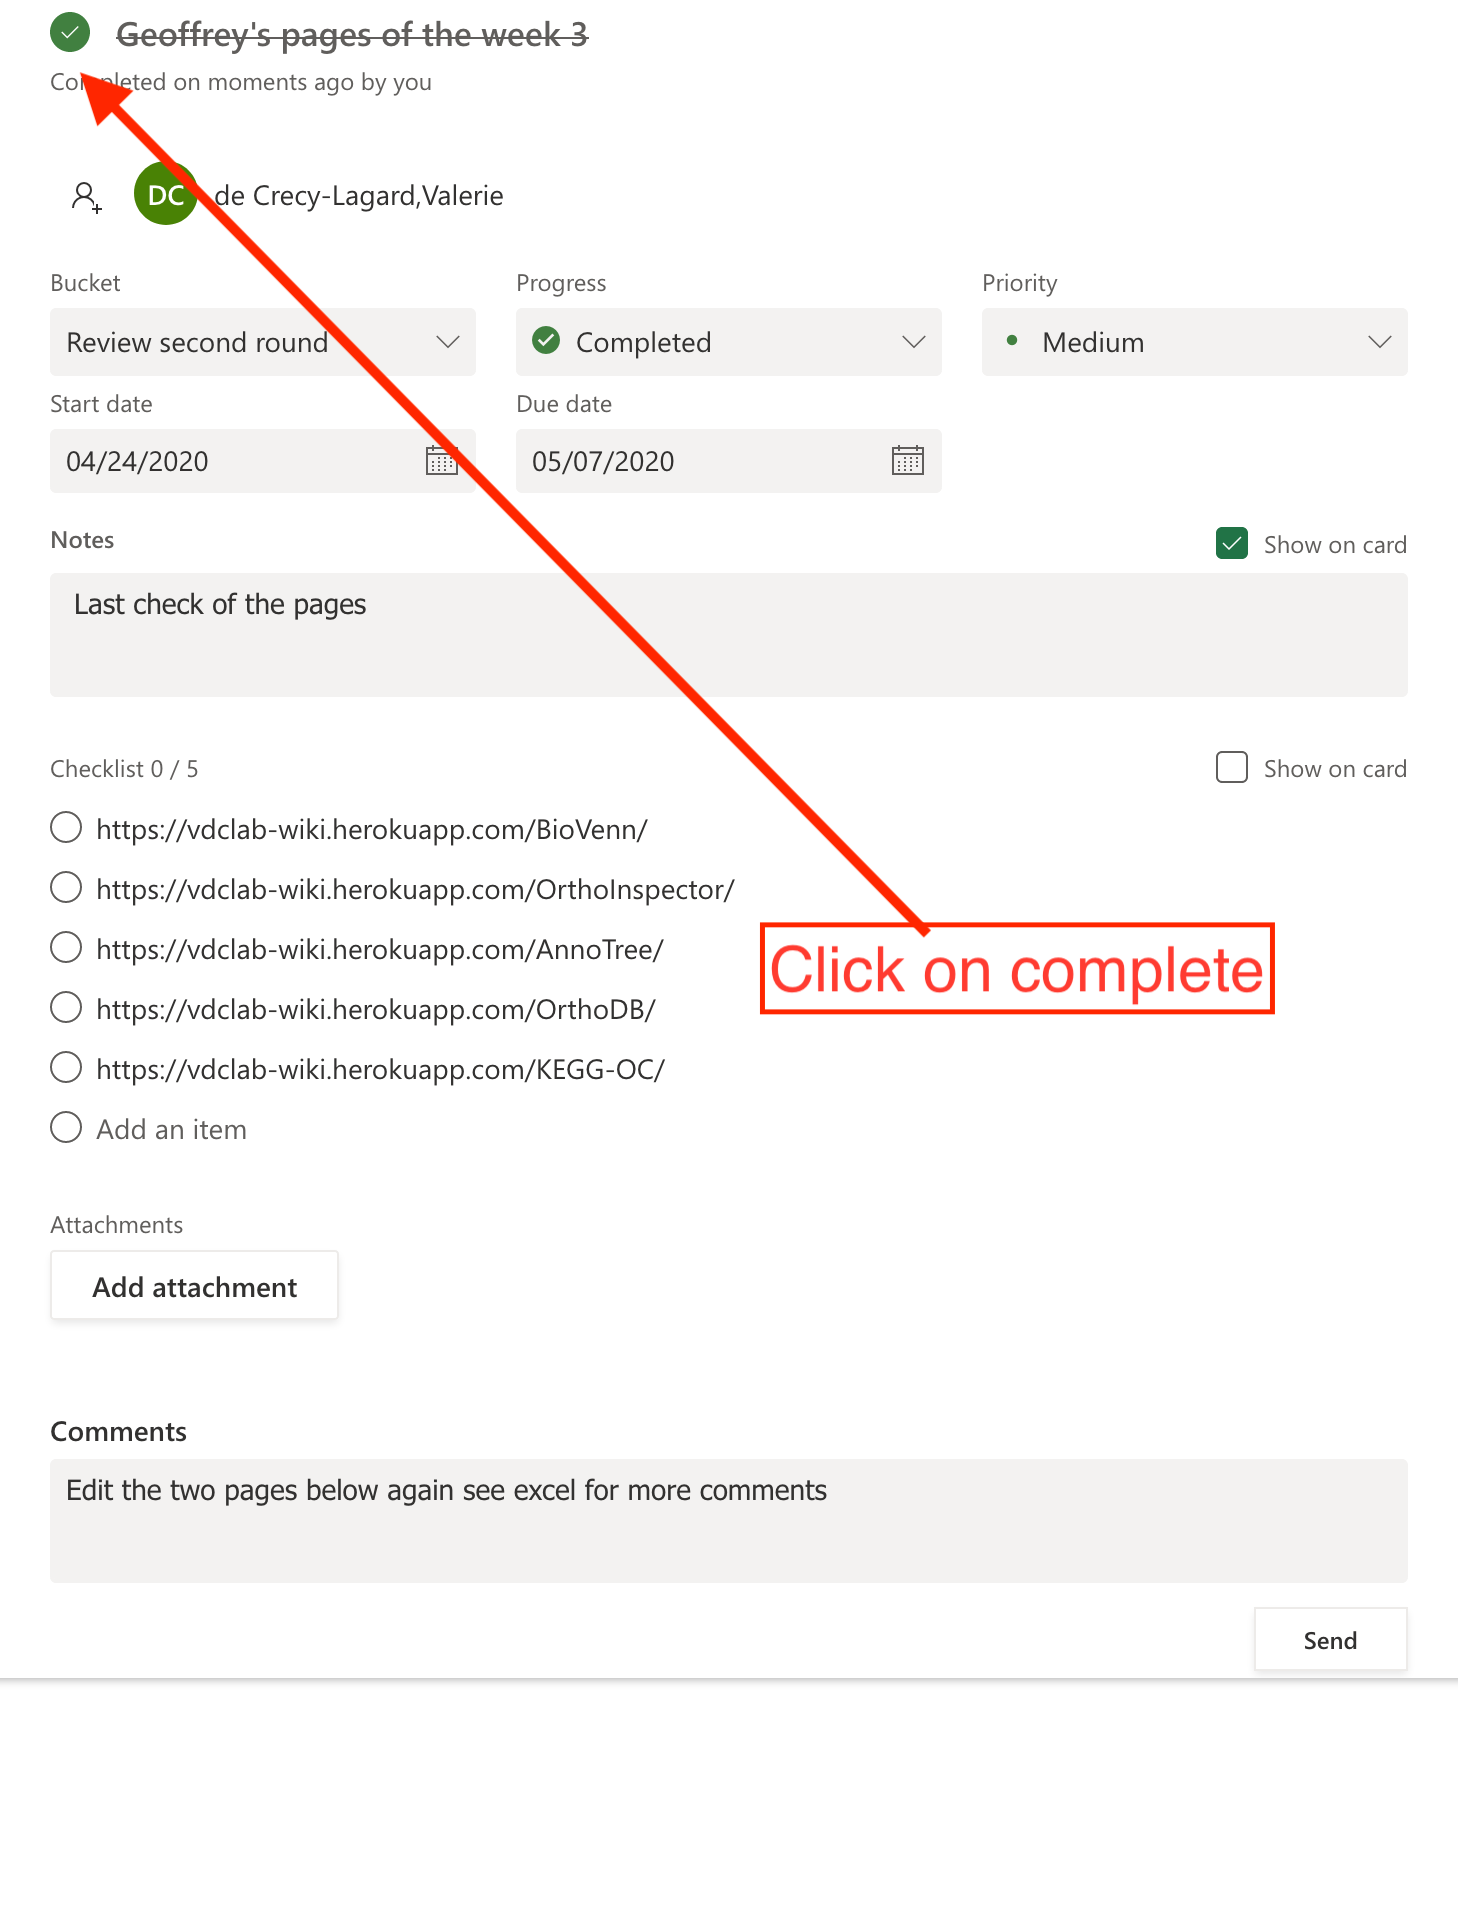 Geoffrey's pages of the week 3
Completed on moments ago by you
DC de Crecy-Lagard,Valerie
Bucket Progress Priority
Review second round Completed Medium
Start date Due date
04/24/2020 05/07/2020
Notes Show on card
Last check of the pages
Checklist 0 / 5 Show on card
https://vdclab-wiki.herokuapp.com/BioVenn/
https://vdclab-wiki.herokuapp.com/OrthoInspector/
https://vdclab-wiki.herokuapp.com/AnnoTree/
Click on complete
https://vdclab-wiki.herokuapp.com/OrthoDB/
https://vdclab-wiki.herokuapp.com/KEGG-OC/
Add an item
Attachments
Add attachment
Comments
Edit the two pages below again see excel for more comments
Send